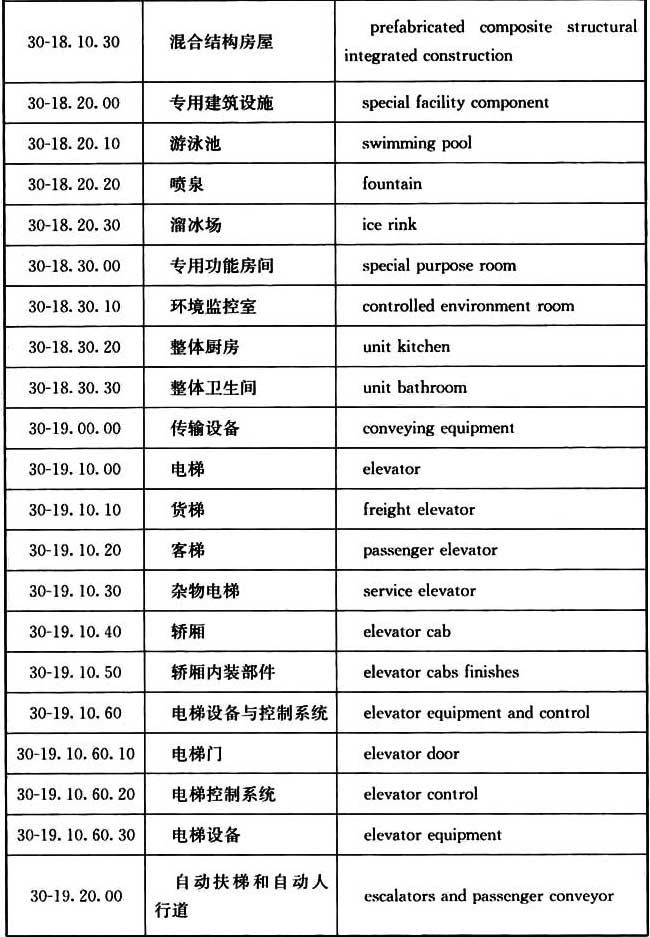 30-18. 10. 30 混合结构房屋 prefabricated composite structural
integrated construction
30-18. 20. 00 专用建筑设施 special facility component
30-18. 20. 10 游泳池 swimming pool
30-18. 20. 20 喷泉 fountain
30-18. 20. 30 溜冰场 ice rink
30-18. 30. 00 专用功能房间 special purpose room
30-18. 30. 10 环境监控室 controlled environment room
30-18. 30. 20 整体厨房 unit kitchen
30-18. 30. 30 整体卫生间 unit bathroom
30-19. 00. 00 传输设备 conveying equipment
30-19. 10. 00 电梯 elevator
30-19. 10. 10 货梯 freight elevator
30-19. 10. 20 客梯 passenger elevator
30-19. 10. 30 杂物电梯 service elevator
30-19. 10. 40 轿厢 elevator cab
30-19. 10. 50 轿厢内装部件 elevator cabs finishes
30-19. 10. 60 电梯设备与控制系统 elevator equipment and control
30-19. 10. 60. 10 电梯门 elevator door
30-19. 10. 60. 20 电梯控制系统 elevator control
30-19. 10. 60. 30 电梯设备 elevator equipment
30-19. 20. 00 自动扶梯和自动人
行道 escalators and passenger conveyor